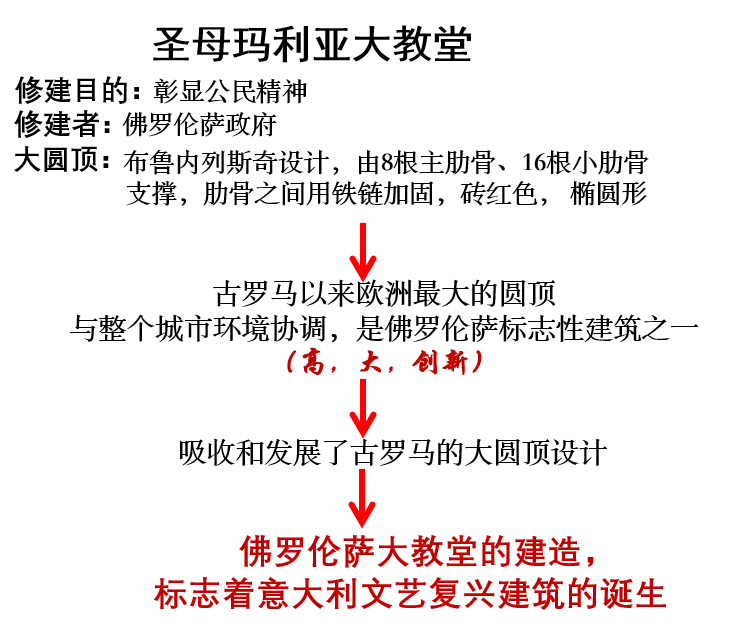 圣母玛利亚大教堂
修建目的：彰显公民精神
修建者：佛罗伦萨政府
大圆顶：布鲁内列斯奇设计，由8根主肋骨、16根小肋骨
支撑，肋骨之间用铁链加固，砖红色， 椭圆形
古罗马以来欧洲最大的圆顶
与整个城市环境协调，是佛罗伦萨标志性建筑之一
（高，大，创新）
吸收和发展了古罗马的大圆顶设计
佛罗伦萨大教堂的建造，
标志着意大利文艺复兴建筑的诞生